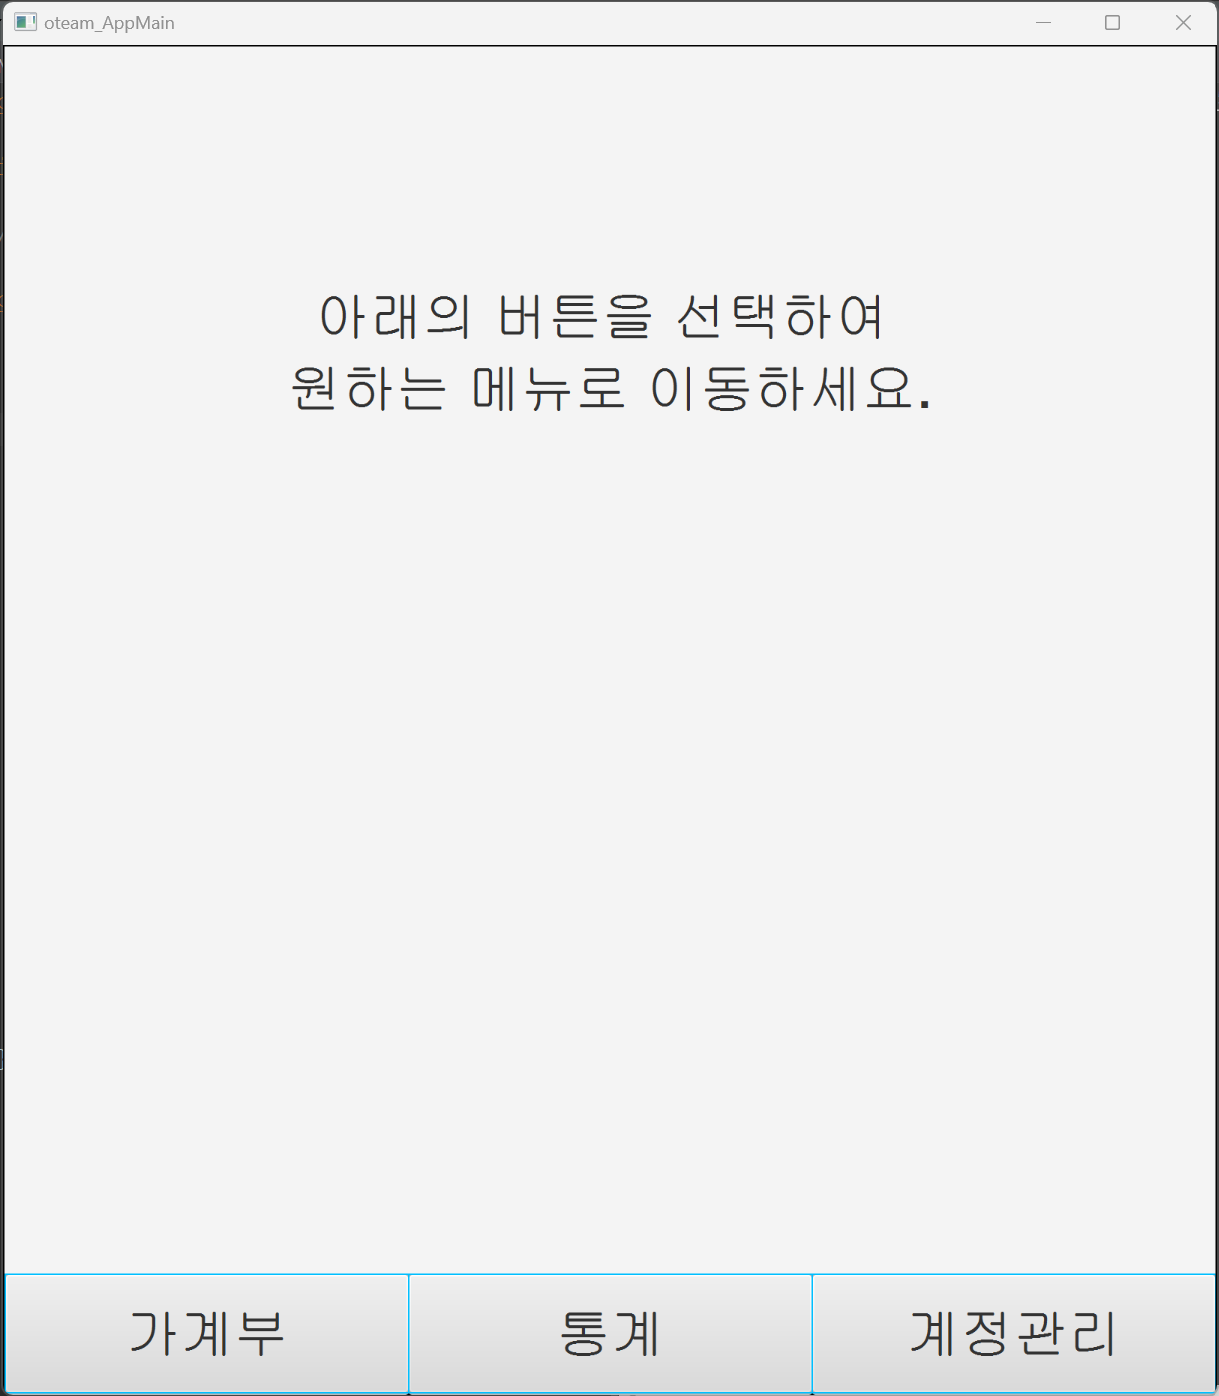 oteam_AppMain
아래의 버튼을 선택하여
원하는 메뉴로 이동하세요.
가계부
통계
계정관리